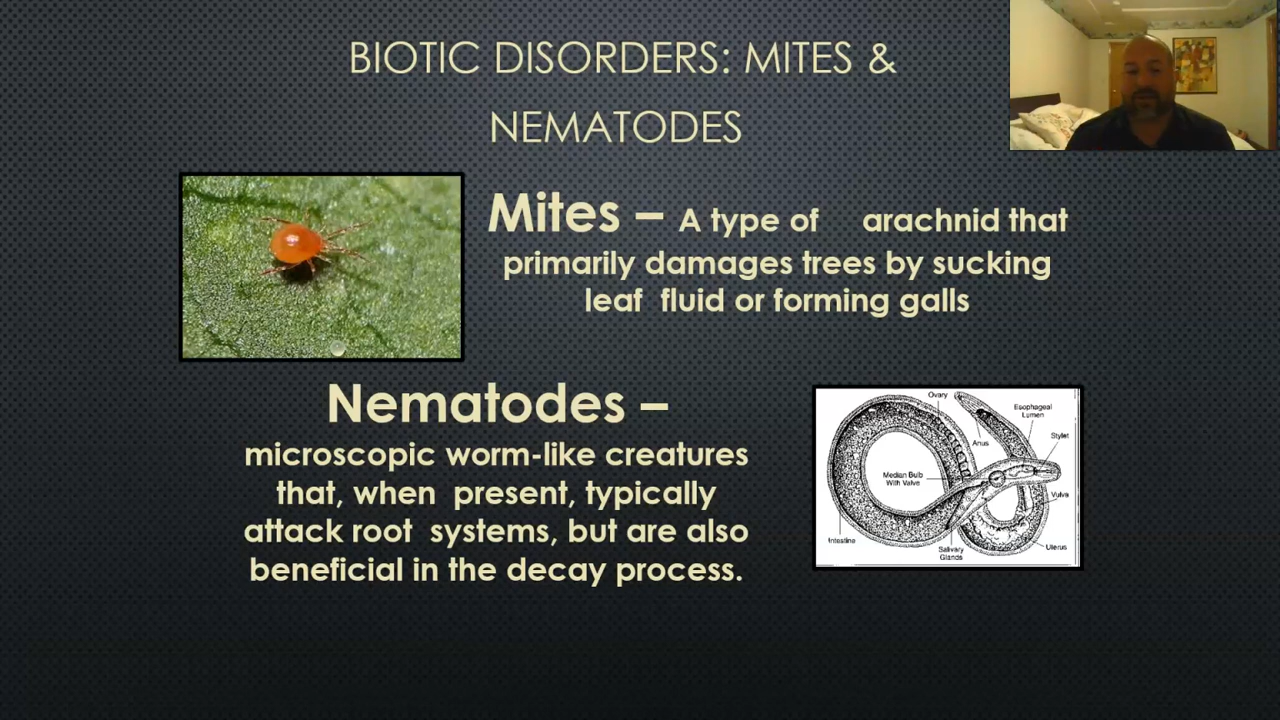 BIOTIC DISORDERS: MITES &
NEMATODES
Mites – A type of arachnid that
primarily damages trees by sucking
leaf fluid or forming galls
Nematodes –
microscopic worm-like creatures
that, when present, typically
attack root systems, but are also
beneficial in the decay process.
Ovary
Esophageal
Lumen
Anus
Stylet
Median Bulb
With Valve
Vulva
Intestine
Salivary
Glands
Uterus